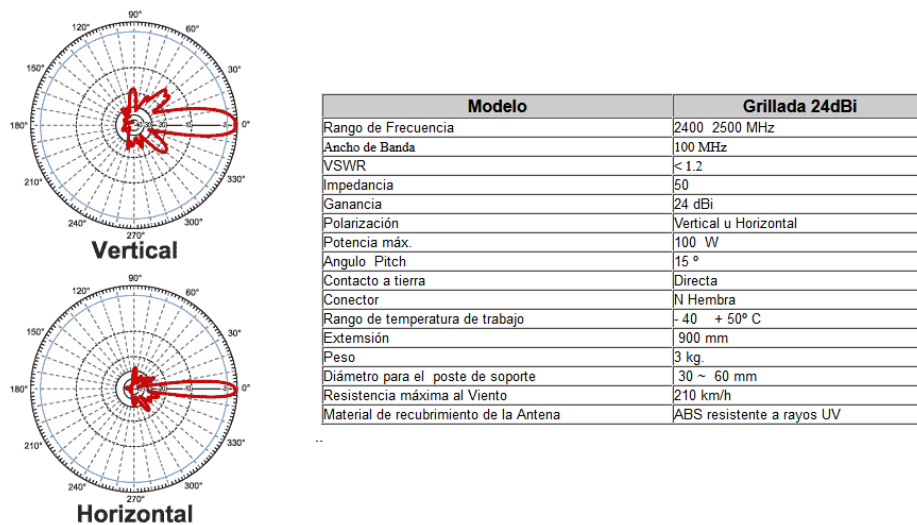 90°
120°
60°
150°
30°
180°
0°
210°
330°
240°
300°
270°
Vertical
90°
120°
60°
150°
30°
180°
0°
210°
330°
240°
300°
270°
Horizontal
Modelo Grillada 24dBi
Rango de Frecuencia 2400 2500 MHz
Ancho de Banda 100 MHz
VSWR < 1.2
Impedancia 50
Ganancia 24 dBi
Polarización Vertical u Horizontal
Potencia máx. 100 W
Angulo Pitch 15 º
Contacto a tierra Directa
Conector N Hembra
Rango de temperatura de trabajo - 40 + 50º C
Extemsión 900 mm
Peso 3 kg.
Diámetro para el poste de soporte 30 ~ 60 mm
Resistencia máxima al Viento 210 km/h
Material de recubrimiento de la Antena ABS resistente a rayos UV
..